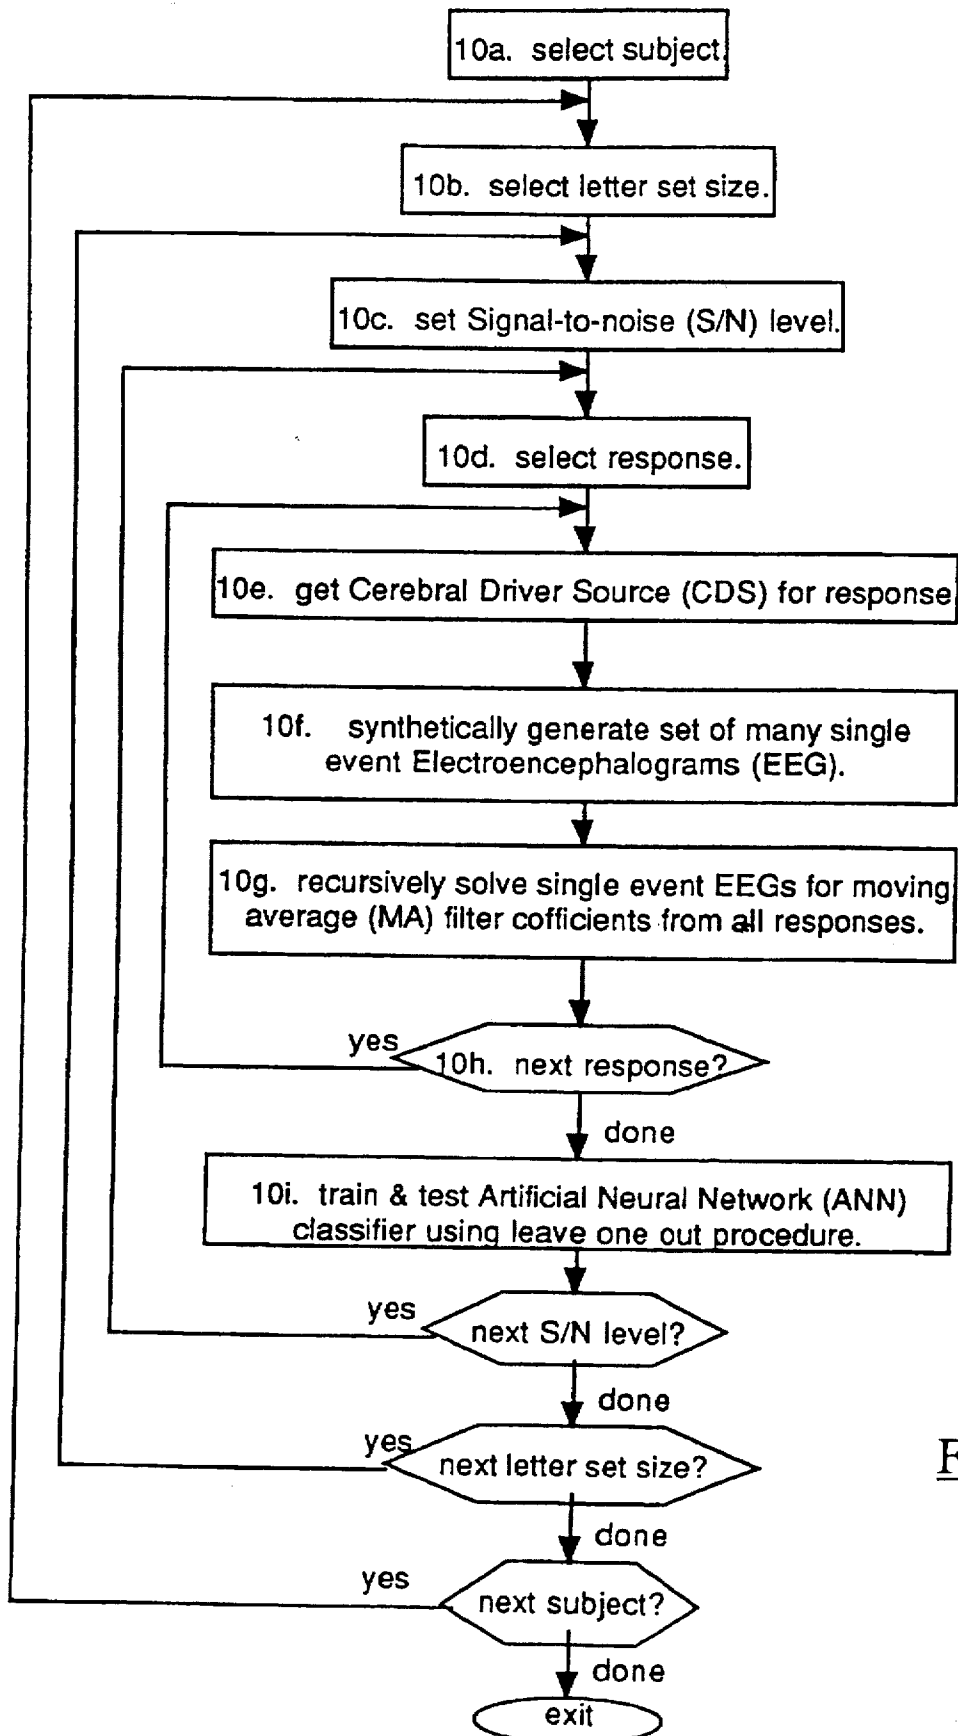 10a. select subject.
10b. select letter set size.
10c. set Signal-to-noise (S/N) level.
10d. select response.
10e. get Cerebral Driver Source (CDS) for response
10f. synthetically generate set of many single
event Electroencephalograms (EEG).
10g. recursively solve single event EEGs for moving
average (MA) filter cofficients from all responses.
yes
10h. next response?
done
10i. train & test Artificial Neural Network (ANN)
classifier using leave one out procedure.
yes
next S/N level?
done
yes
next letter set size?
F
done
yes
next subject?
done
exit